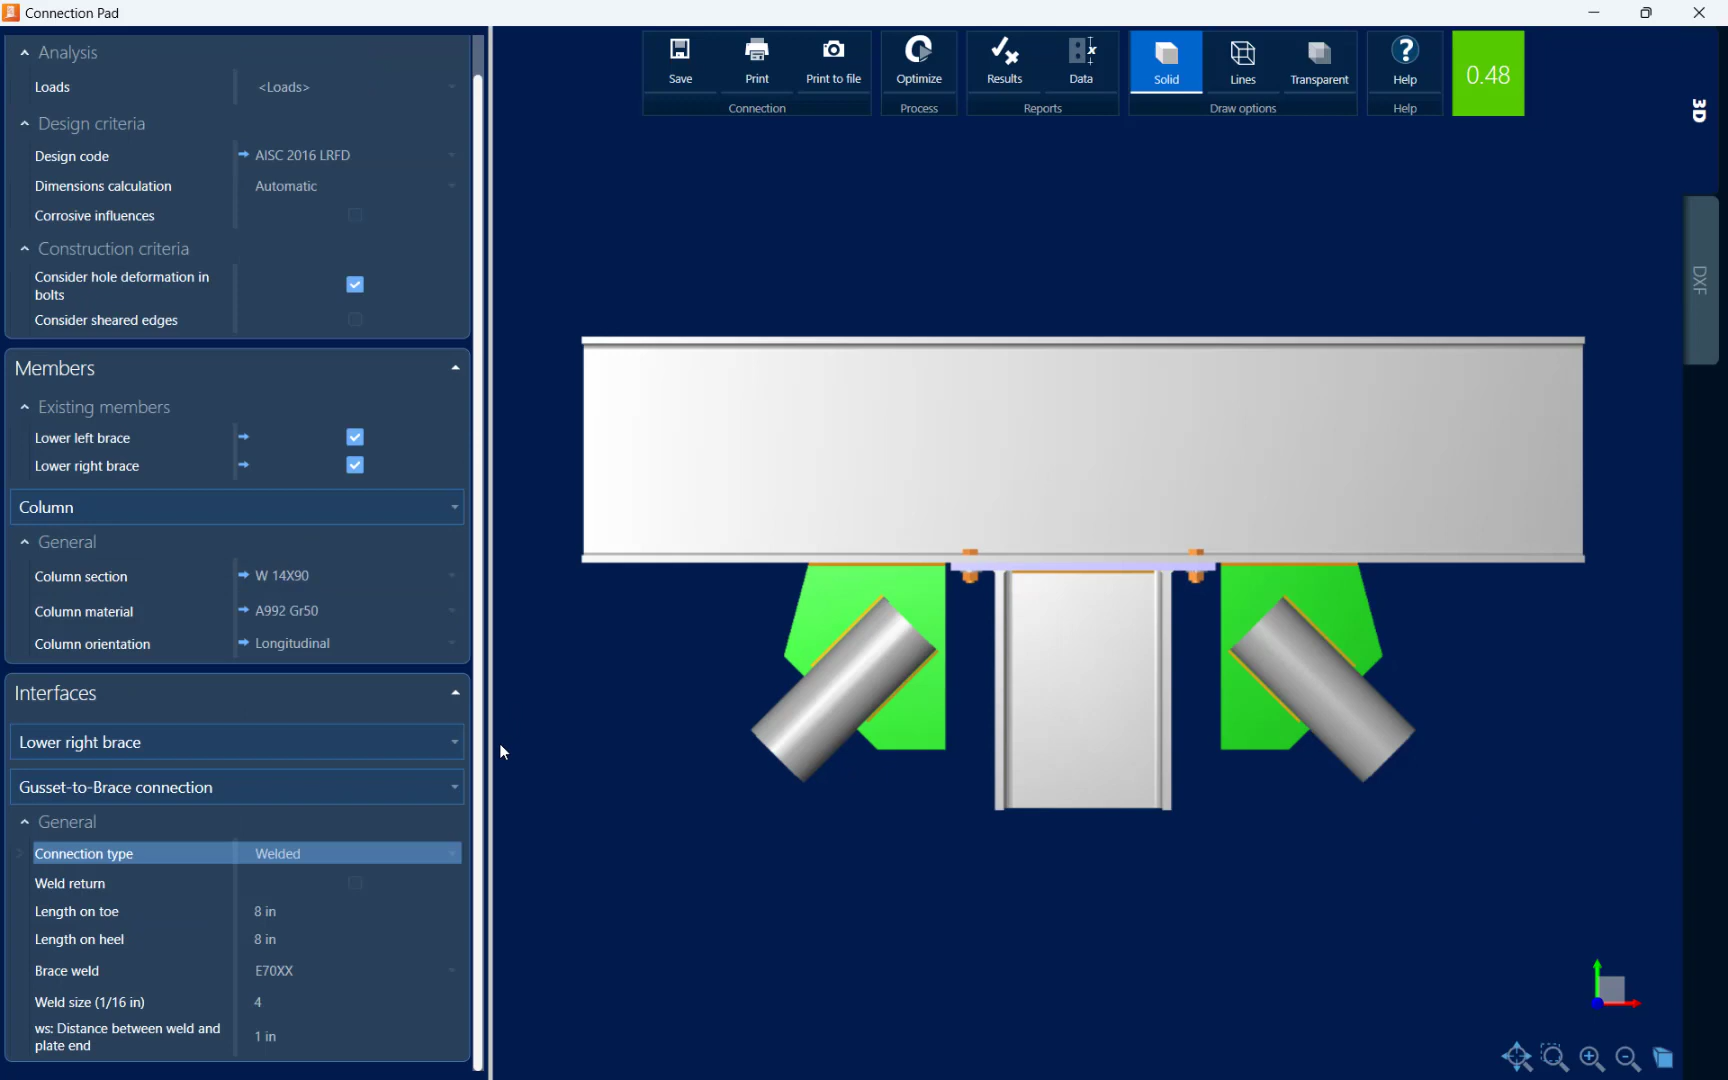 Connection Pad
Analysis
Loads
<Loads>
Design criteria
Design code
AISC 2016 LRFD
Dimensions calculation
Automatic
Corrosive influences
Construction criteria
Consider hole deformation in
bolts
Consider sheared edges
Members
Existing members
Lower left brace
Lower right brace
Column
General
Column section
W 14X90
Column material
A992 Gr50
Column orientation
Longitudinal
Interfaces
Lower right brace
Gusset-to-Brace connection
General
Connection type
Welded
Weld return
Length on toe
8 in
Length on heel
8 in
Brace weld
E70XX
Weld size (1/16 in)
4
ws: Distance between weld and
plate end
1 in
Save
Print
Print to file
Connection
Optimize
Process
Results
Data
Reports
Solid
Lines
Transparent
Draw options
Help
Help
0.48
3D
DXF